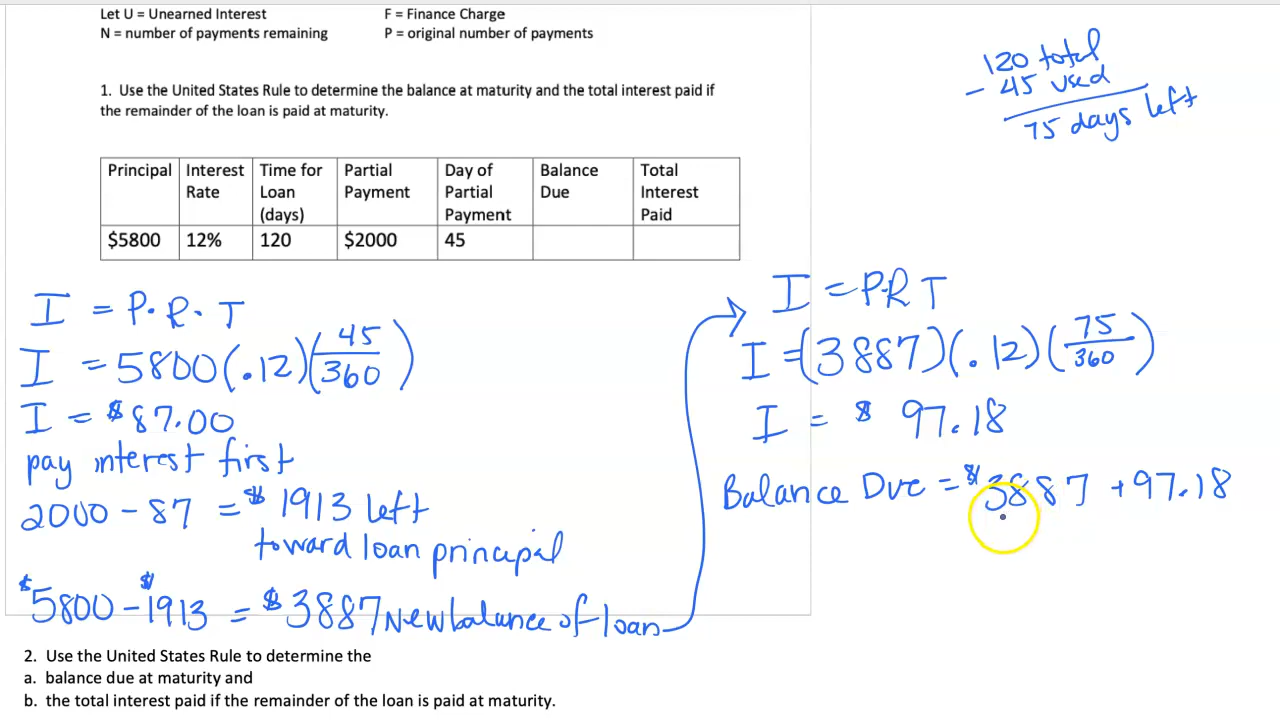 Let U = Unearned Interest
F = Finance Charge
N = number of payments remaining
P = original number of payments
1. Use the United States Rule to determine the balance at maturity and the total interest paid if
the remainder of the loan is paid at maturity.
120 total
- 45 used
75 days left
Principal
Interest
Rate
Time for
Loan
(days)
Partial
Payment
Day of
Partial
Payment
Balance
Due
Total
Interest
Paid
$5800
12%
120
$2000
45
I = P. R. T
I = 5800(.12)(45/360)
I = $87.00
pay interest first
2000 - 87 = $1913 left
toward loan principal
$5800 - $1913 = $3887 New balance of loan
I = P.R T
I = (3887)(.12)(75/360)
I = $ 97.18
Balance Due = $3887 + 97.18
2. Use the United States Rule to determine the
a. balance due at maturity and
b. the total interest paid if the remainder of the loan is paid at maturity.